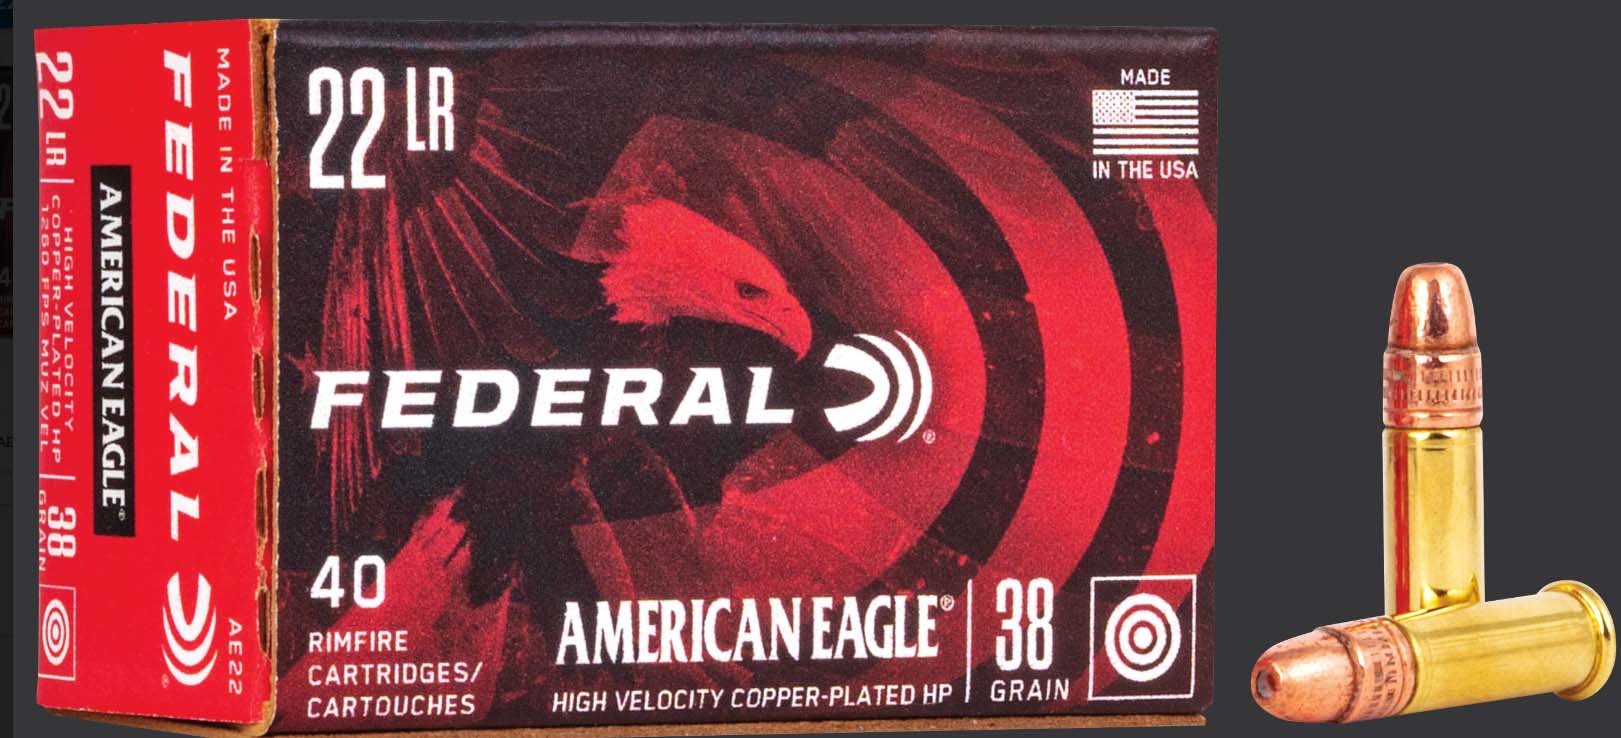 22 LR
HIGH VELOCITY
COPPER-PLATED HP
1260 FPS MUZ VEL
38
GRAIN
AMERICAN EAGLE®
FEDERAL
®
MADE IN THE USA
AE22
22 LR
MADE
IN THE USA
FEDERAL
®
40
RIMFIRE
CARTRIDGES/
CARTOUCHES
AMERICAN EAGLE®
HIGH VELOCITY COPPER-PLATED HP
38
GRAIN